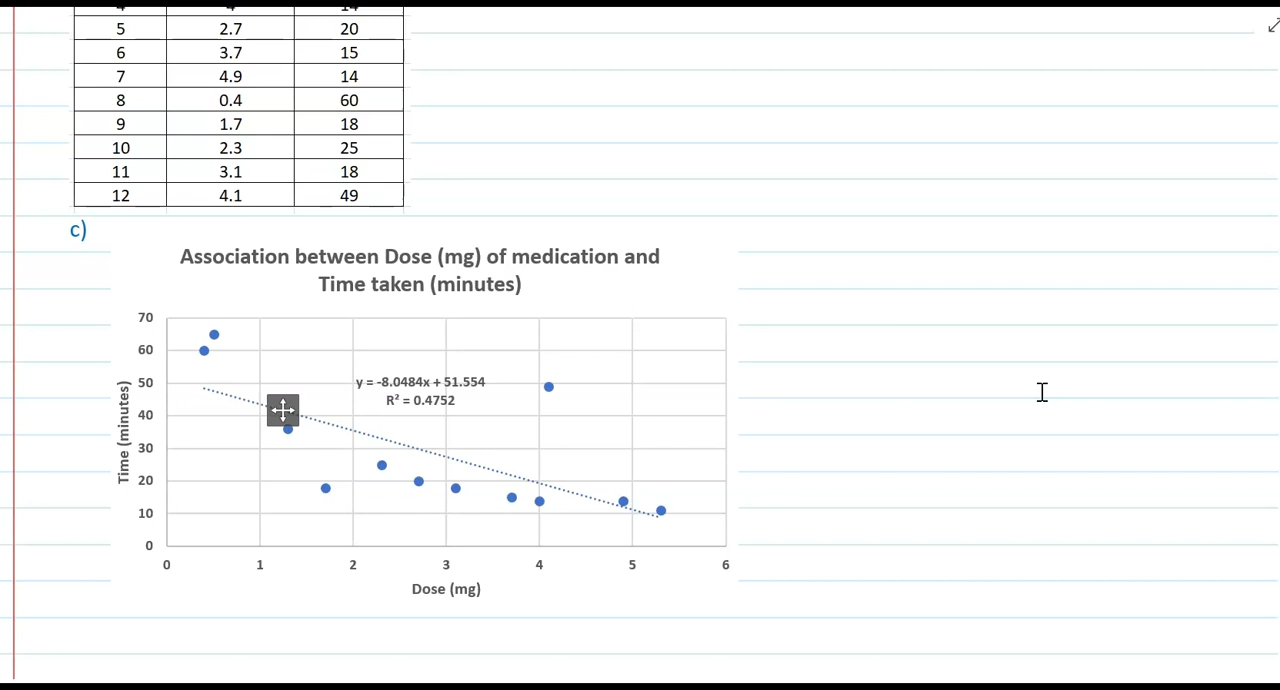 4 4 14
5 2.7 20
6 3.7 15
7 4.9 14
8 0.4 60
9 1.7 18
10 2.3 25
11 3.1 18
12 4.1 49
c)
Association between Dose (mg) of medication and
Time taken (minutes)
70
60
50
40
30
20
10
0
Time (minutes)
y = -8.0484x + 51.554
R² = 0.4752
0 1 2 3 4 5 6
Dose (mg)